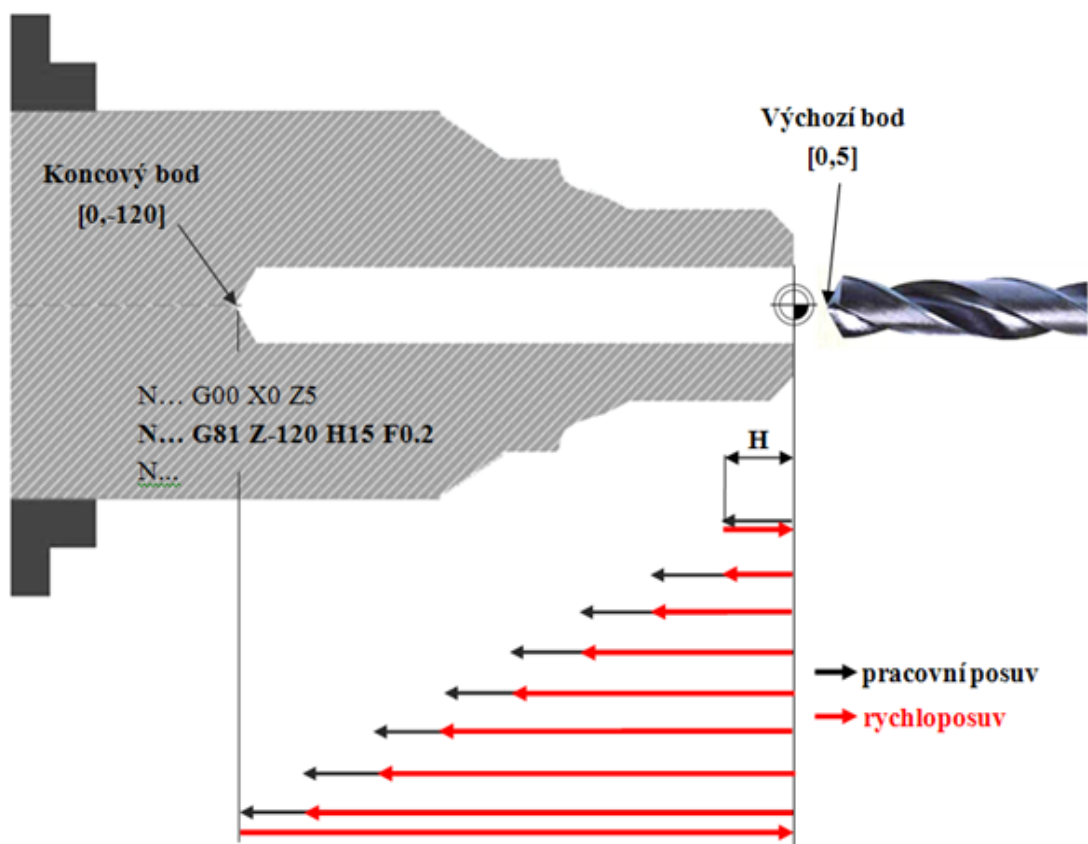 Výchozí bod
[0,5]
Koncový bod
[0,-120]
N... G00 X0 Z5
N... G81 Z-120 H15 F0.2
N...
H
pracovní posuv
rychloposuv